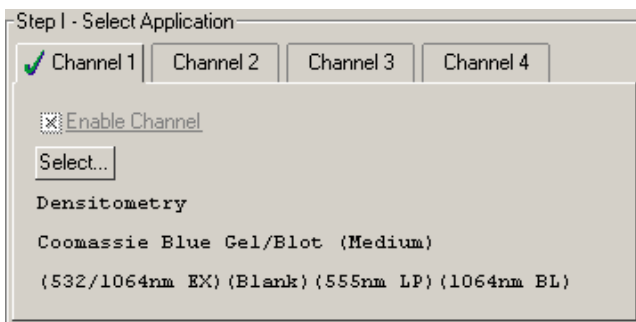 Step I - Select Application
Channel 1 Channel 2 Channel 3 Channel 4
Enable Channel
Select...
Densitometry
Coomassie Blue Gel/Blot (Medium)
(532/1064nm EX)(Blank)(555nm LP)(1064nm BL)